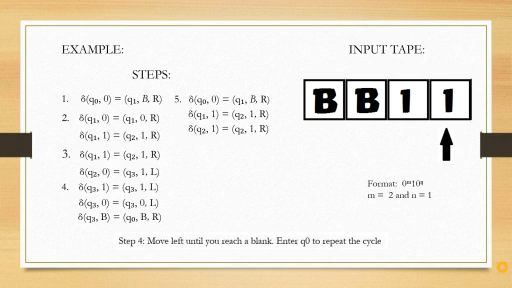 EXAMPLE:
INPUT TAPE:
STEPS:
1. δ(q₀, 0) = (q₁, B, R)
2. δ(q₁, 0) = (q₁, 0, R)
δ(q₁, 1) = (q₂, 1, R)
3. δ(q₁, 1) = (q₂, 1, R)
δ(q₂, 0) = (q₃, 1, L)
4. δ(q₃, 1) = (q₃, 1, L)
δ(q₃, 0) = (q₃, 0, L)
δ(q₃, B) = (q₀, B, R)
5. δ(q₀, 0) = (q₁, B, R)
δ(q₁, 1) = (q₂, 1, R)
δ(q₂, 1) = (q₂, 1, R)
B B 1 1
Format: 0ᵐ10ⁿ
m = 2 and n = 1
Step 4: Move left until you reach a blank. Enter q0 to repeat the cycle